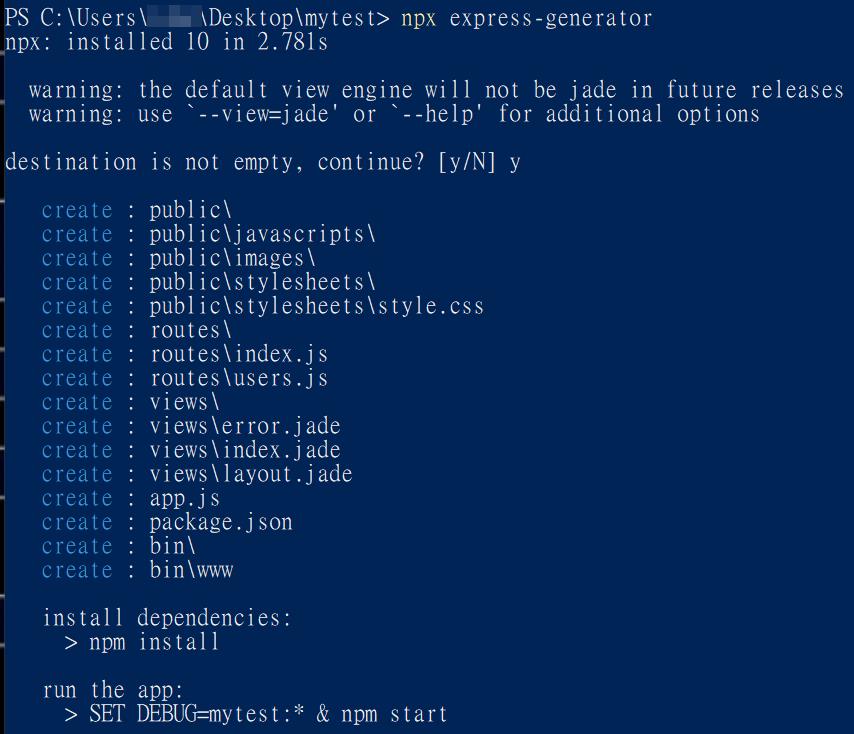 PS C:\Users\ \Desktop\mytest> npx express-generator
npx: installed 10 in 2.781s
warning: the default view engine will not be jade in future releases
warning: use `--view=jade' or `--help' for additional options
destination is not empty, continue? [y/N] y
create : public\
create : public\javascripts\
create : public\images\
create : public\stylesheets\
create : public\stylesheets\style.css
create : routes\
create : routes\index.js
create : routes\users.js
create : views\
create : views\error.jade
create : views\index.jade
create : views\layout.jade
create : app.js
create : package.json
create : bin\
create : bin\www
install dependencies:
> npm install
run the app:
> SET DEBUG=mytest:* & npm start